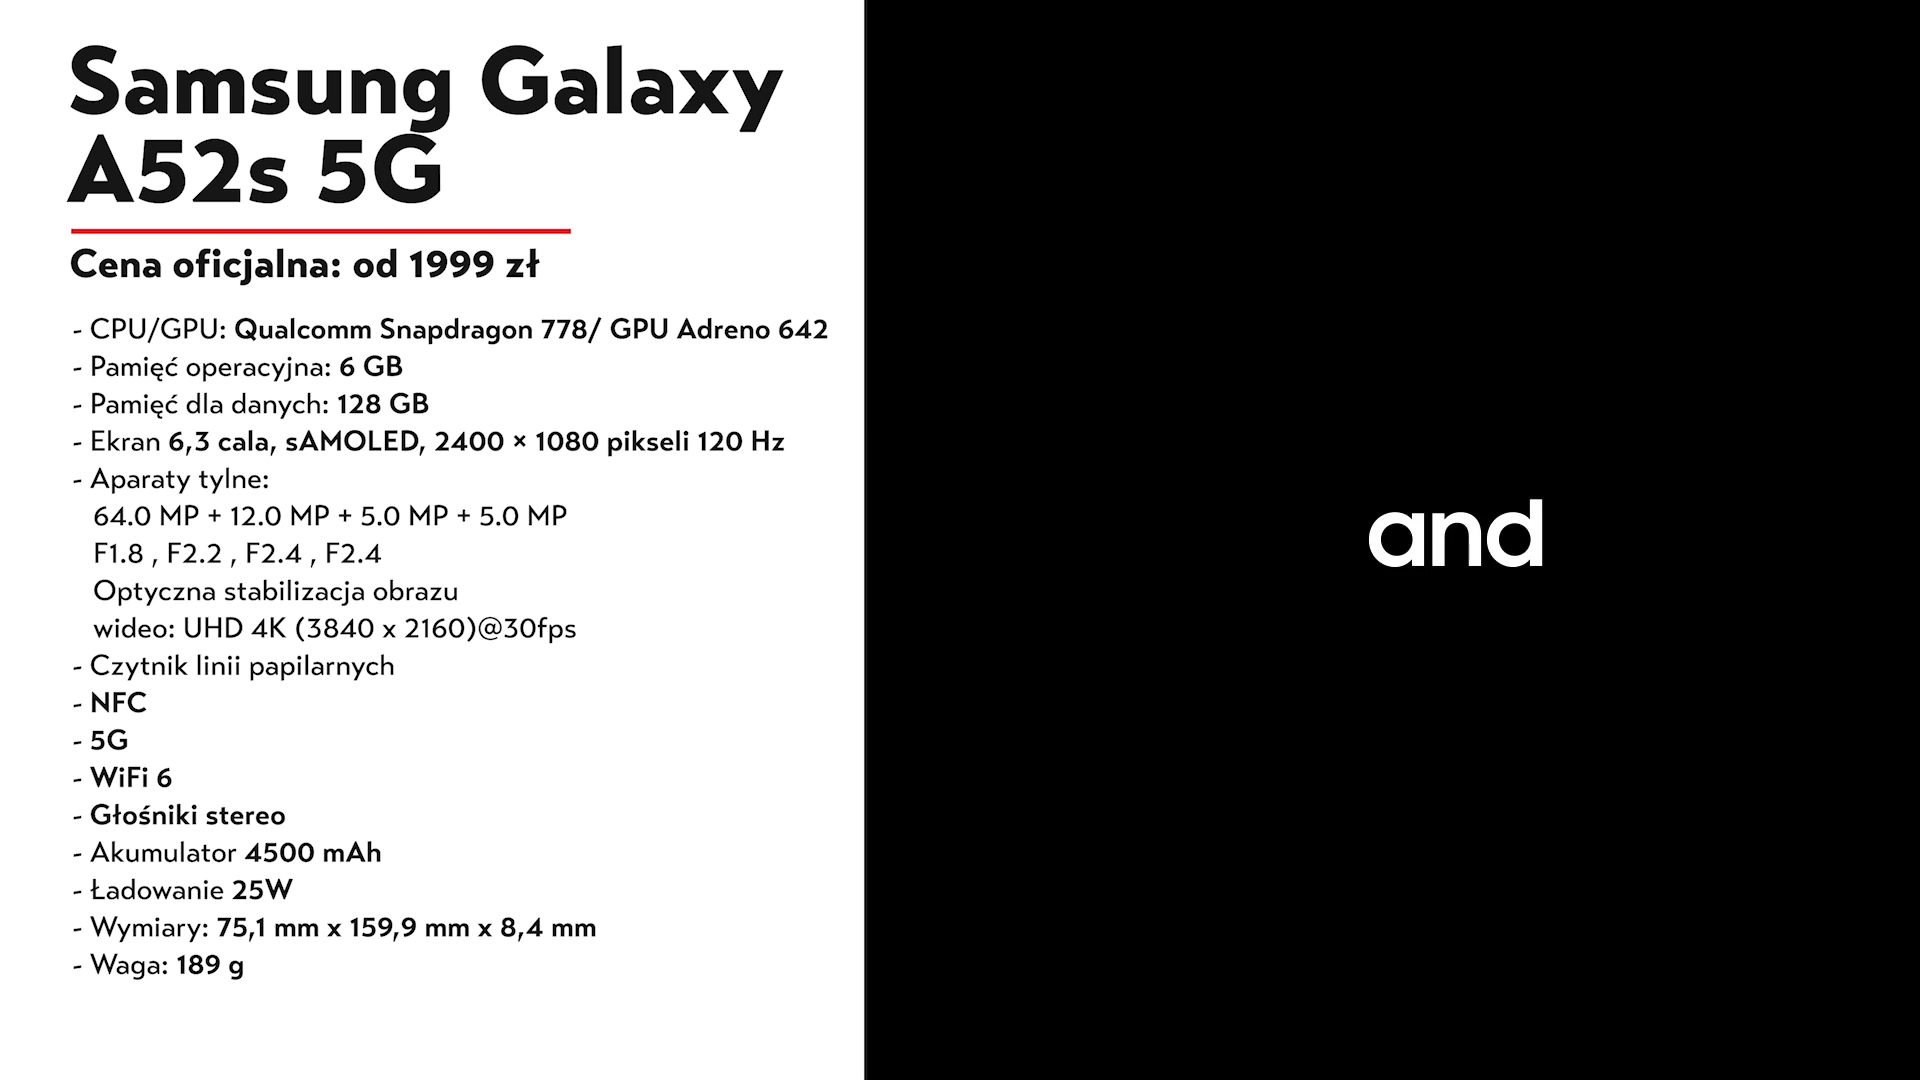 Samsung Galaxy
A52s 5G
Cena oficjalna: od 1999 zł
- CPU/GPU: Qualcomm Snapdragon 778/ GPU Adreno 642
- Pamięć operacyjna: 6 GB
- Pamięć dla danych: 128 GB
- Ekran 6,3 cala, sAMOLED, 2400 × 1080 pikseli 120 Hz
- Aparaty tylne:
64.0 MP + 12.0 MP + 5.0 MP + 5.0 MP
F1.8 , F2.2 , F2.4 , F2.4
Optyczna stabilizacja obrazu
wideo: UHD 4K (3840 x 2160)@30fps
- Czytnik linii papilarnych
- NFC
- 5G
- WiFi 6
- Głośniki stereo
- Akumulator 4500 mAh
- Ładowanie 25W
- Wymiary: 75,1 mm x 159,9 mm x 8,4 mm
- Waga: 189 g
and